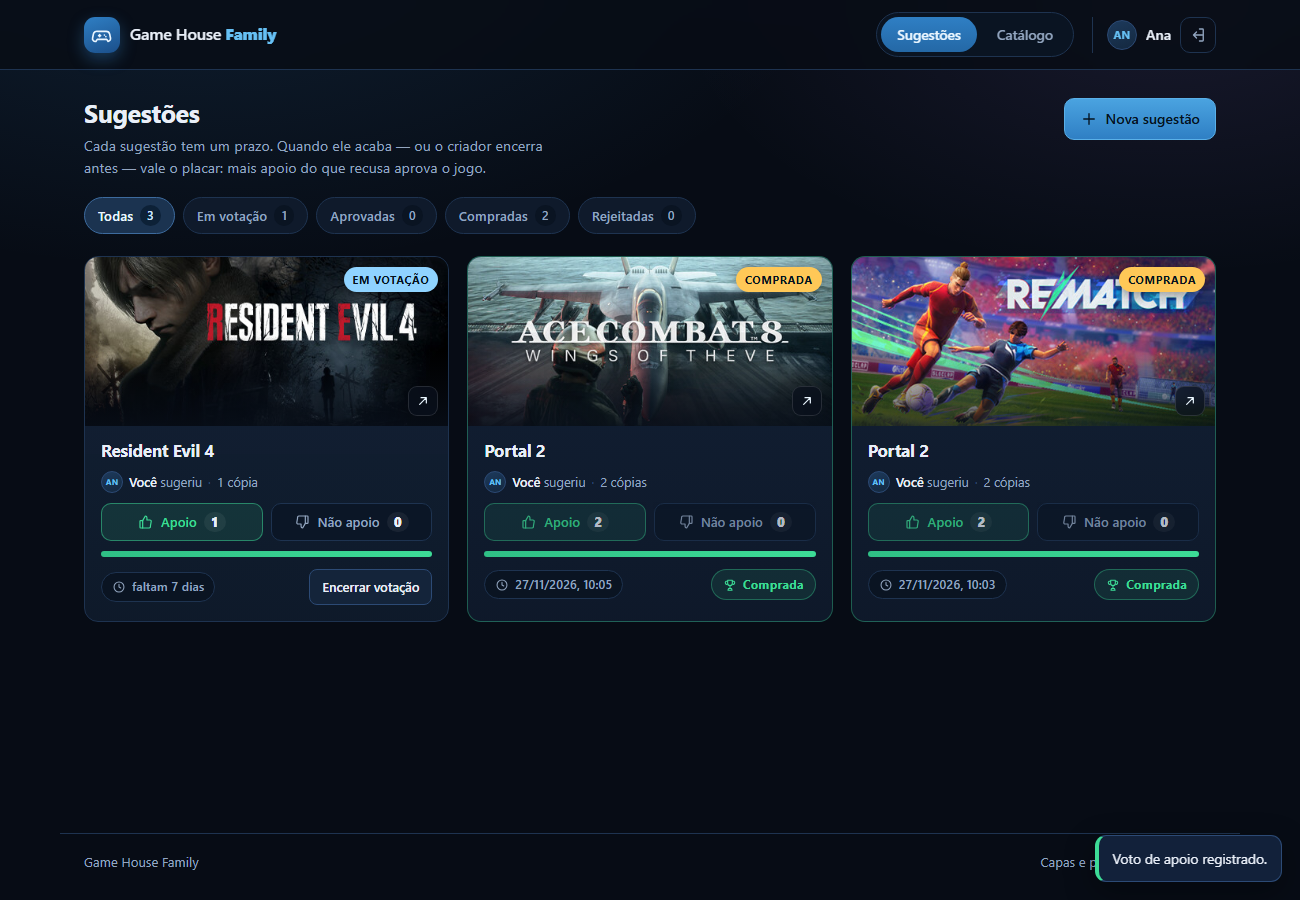 Game House Family
Sugestões
Catálogo
AN
Ana
Sugestões
Nova sugestão
Cada sugestão tem um prazo. Quando ele acaba — ou o criador encerra
antes — vale o placar: mais apoio do que recusa aprova o jogo.
Todas 3
Em votação 1
Aprovadas 0
Compradas 2
Rejeitadas 0
EM VOTAÇÃO
RESIDENT EVIL 4
Resident Evil 4
AN Você sugeriu · 1 cópia
Apoio 1
Não apoio 0
faltam 7 dias
Encerrar votação
COMPRADA
ACE COMBAT 8
WINGS OF THEVE
Portal 2
AN Você sugeriu · 2 cópias
Apoio 2
Não apoio 0
27/11/2026, 10:05
Comprada
COMPRADA
REMATCH
Portal 2
AN Você sugeriu · 2 cópias
Apoio 2
Não apoio 0
27/11/2026, 10:03
Comprada
Game House Family
Capas e
Voto de apoio registrado.